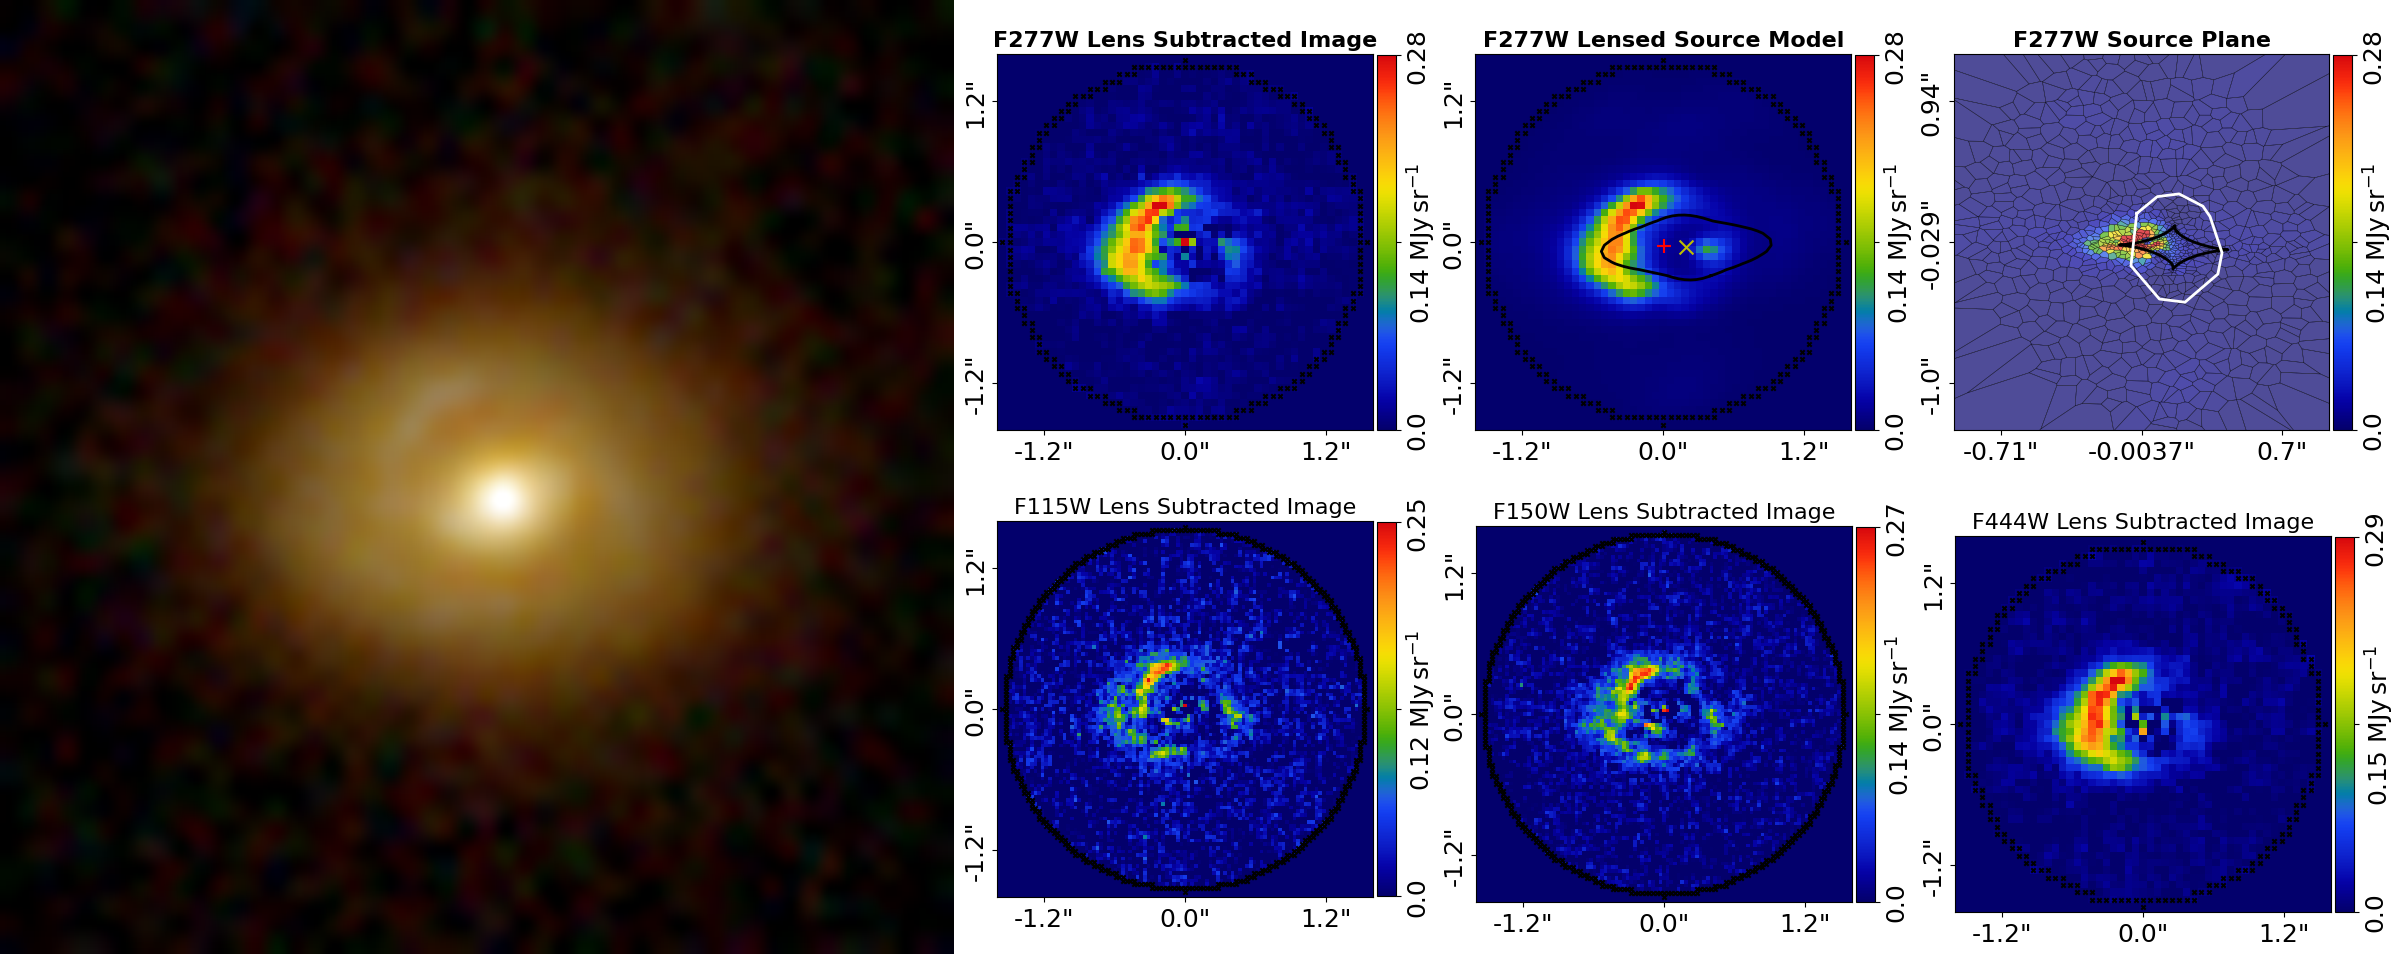 F277W Lens Subtracted Image
1.2"
0.0"
-1.2"
-1.2" 0.0" 1.2"
0.28
0.14 MJy sr⁻¹
0.0
F277W Lensed Source Model
1.2"
0.0"
-1.2"
-1.2" 0.0" 1.2"
0.28
0.14 MJy sr⁻¹
0.0
F277W Source Plane
0.94"
-0.029"
-1.0"
-0.71" -0.0037" 0.7"
0.28
0.14 MJy sr⁻¹
0.0
F115W Lens Subtracted Image
1.2"
0.0"
-1.2"
-1.2" 0.0" 1.2"
0.25
0.12 MJy sr⁻¹
0.0
F150W Lens Subtracted Image
1.2"
0.0"
-1.2"
-1.2" 0.0" 1.2"
0.27
0.14 MJy sr⁻¹
0.0
F444W Lens Subtracted Image
1.2"
0.0"
-1.2"
-1.2" 0.0" 1.2"
0.29
0.15 MJy sr⁻¹
0.0